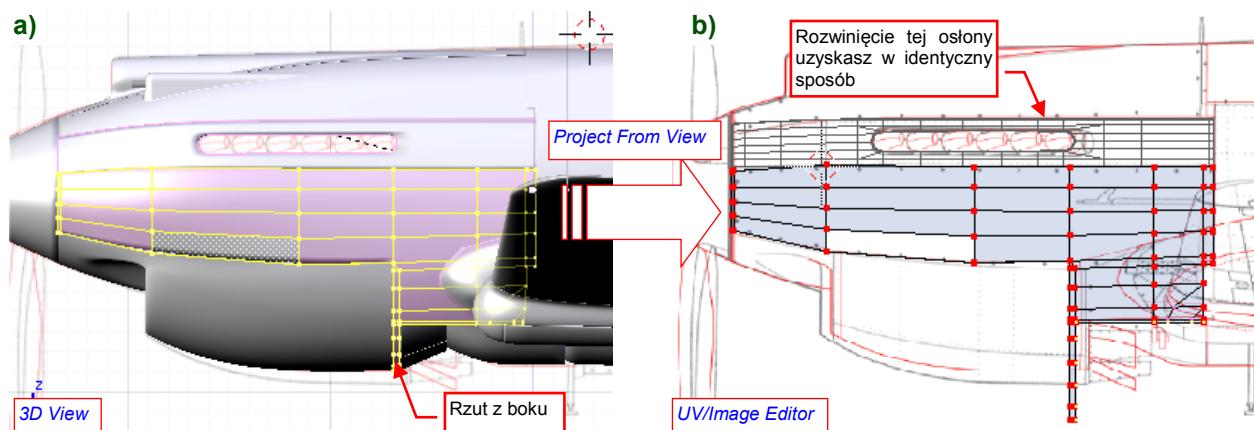 a)
b)
Rozwinięcie tej osłony
uzyskasz w identyczny
sposób
Project From View
z
3D View
Rzut z boku
UV/Image Editor